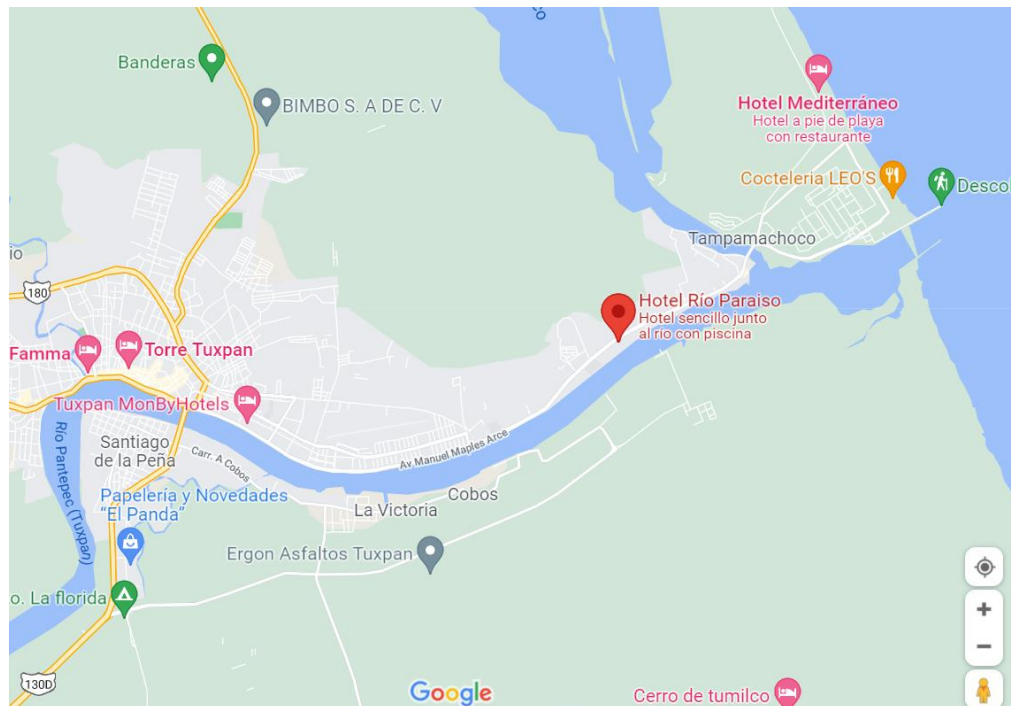 co
Banderas
BIMBO S. A DE C. V
Hotel Mediterráneo
Hotel a pie de playa
con restaurante
Cocteleria LEO'S
Descol
Tampamachoco
io
180
Hotel Río Paraiso
Hotel sencillo junto
al río con piscina
Famma
Torre Tuxpan
Tuxpan MonByHotels
Santiago
de la Peña
Carr. A Cobos
Av Manuel Maples Arce
Río Pantepec (Tuxpan)
Papelería y Novedades
“El Panda”
La Victoria
Cobos
Ergon Asfaltos Tuxpan
o. La florida
130D
Google
Cerro de tumilco